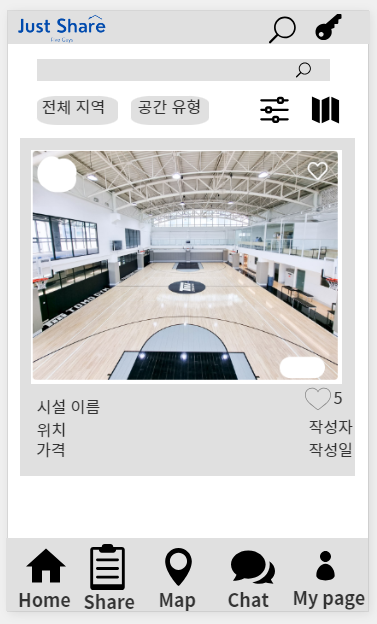 Just Share
Five Guys
전체 지역
공간 유형
시설 이름
5
위치
작성자
가격
작성일
Home
Share
Map
Chat
My page